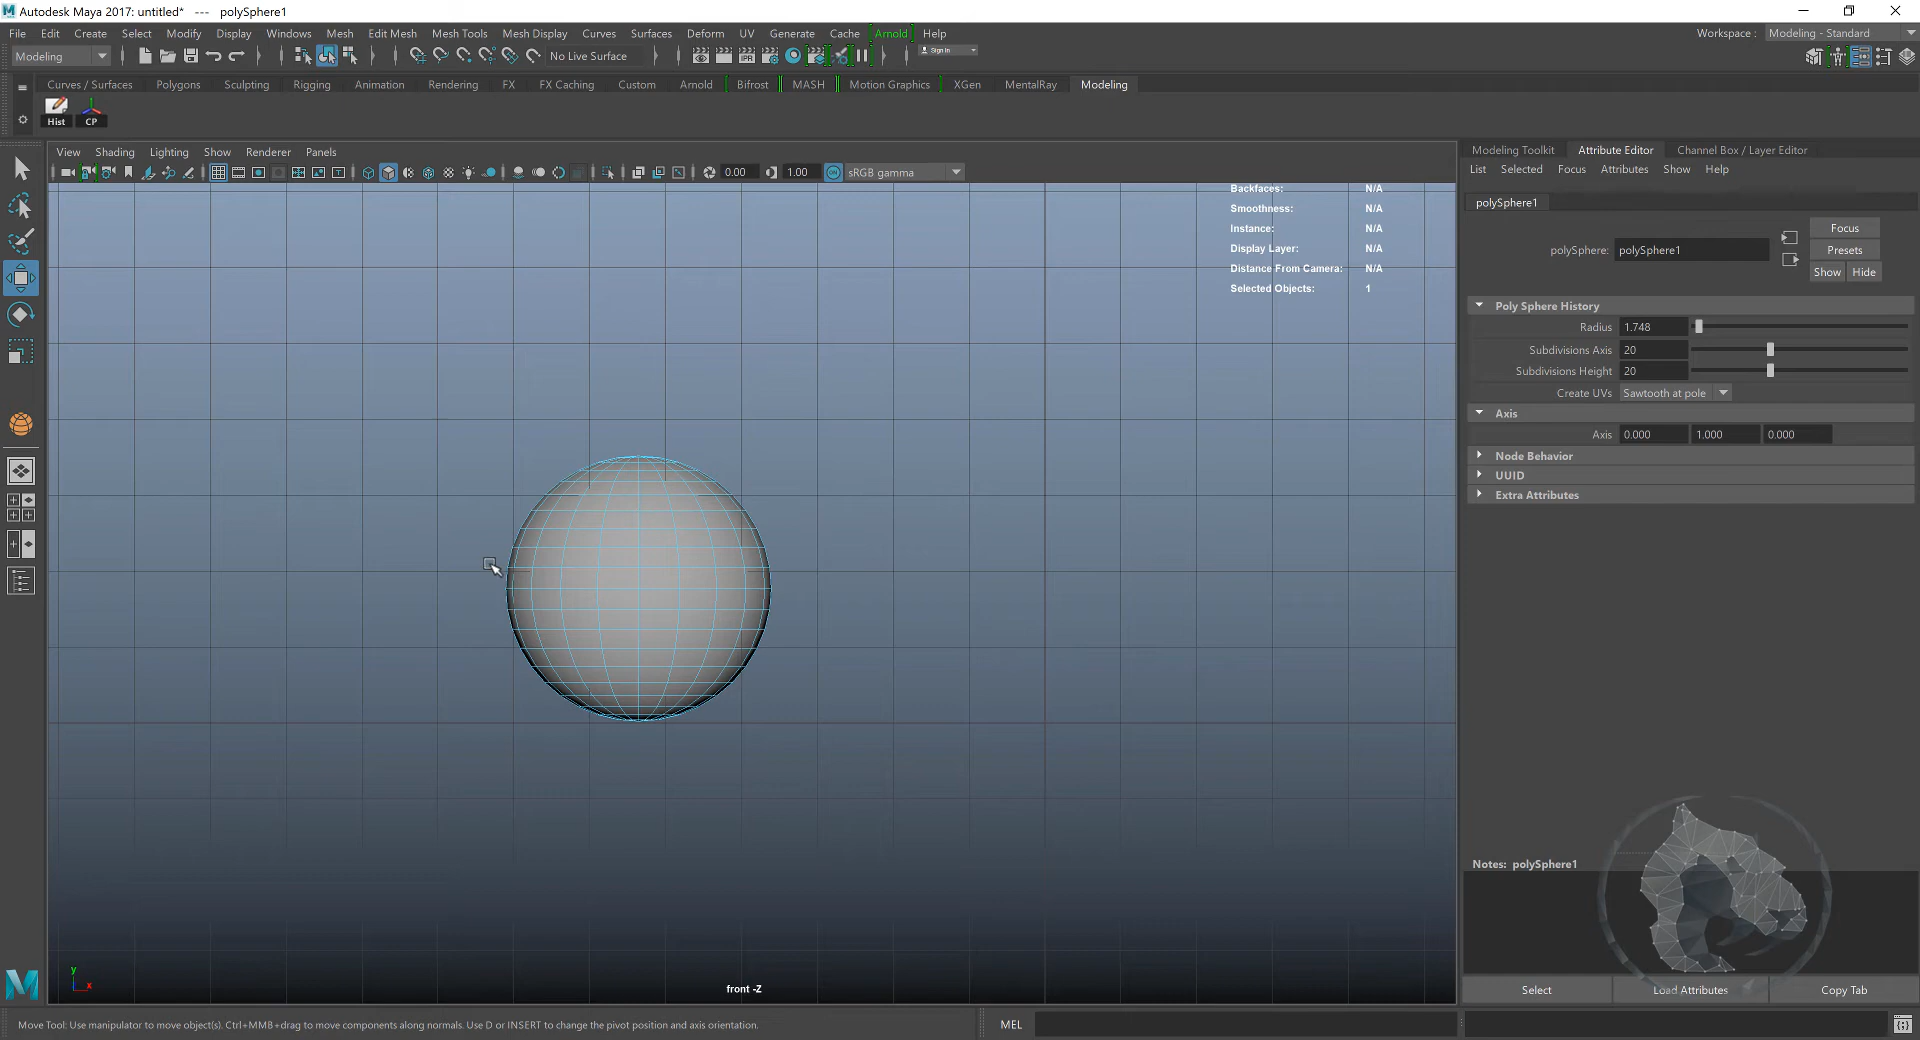 Autodesk Maya 2017: untitled*   ---   polySphere1
File Edit Create Select Modify Display Windows Mesh Edit Mesh Mesh Tools Mesh Display Curves Surfaces Deform UV Generate Cache Arnold Help
Workspace : Modeling - Standard
Modeling
No Live Surface
IPR
Sign In
Curves / Surfaces Polygons Sculpting Rigging Animation Rendering FX FX Caching Custom Arnold Bifrost MASH Motion Graphics XGen MentalRay Modeling
Hist CP
View Shading Lighting Show Renderer Panels
0.00 1.00 ON sRGB gamma
Backfaces: N/A
Smoothness: N/A
Instance: N/A
Display Layer: N/A
Distance From Camera: N/A
Selected Objects: 1
y
x
front -Z
Modeling Toolkit Attribute Editor Channel Box / Layer Editor
List Selected Focus Attributes Show Help
polySphere1
Focus
polySphere: polySphere1
Presets
Show Hide
Poly Sphere History
Radius 1.748
Subdivisions Axis 20
Subdivisions Height 20
Create UVs Sawtooth at pole
Axis
Axis 0.000 1.000 0.000
Node Behavior
UUID
Extra Attributes
Notes: polySphere1
Select Load Attributes Copy Tab
Move Tool: Use manipulator to move object(s). Ctrl+MMB+drag to move components along normals. Use D or INSERT to change the pivot position and axis orientation.
MEL